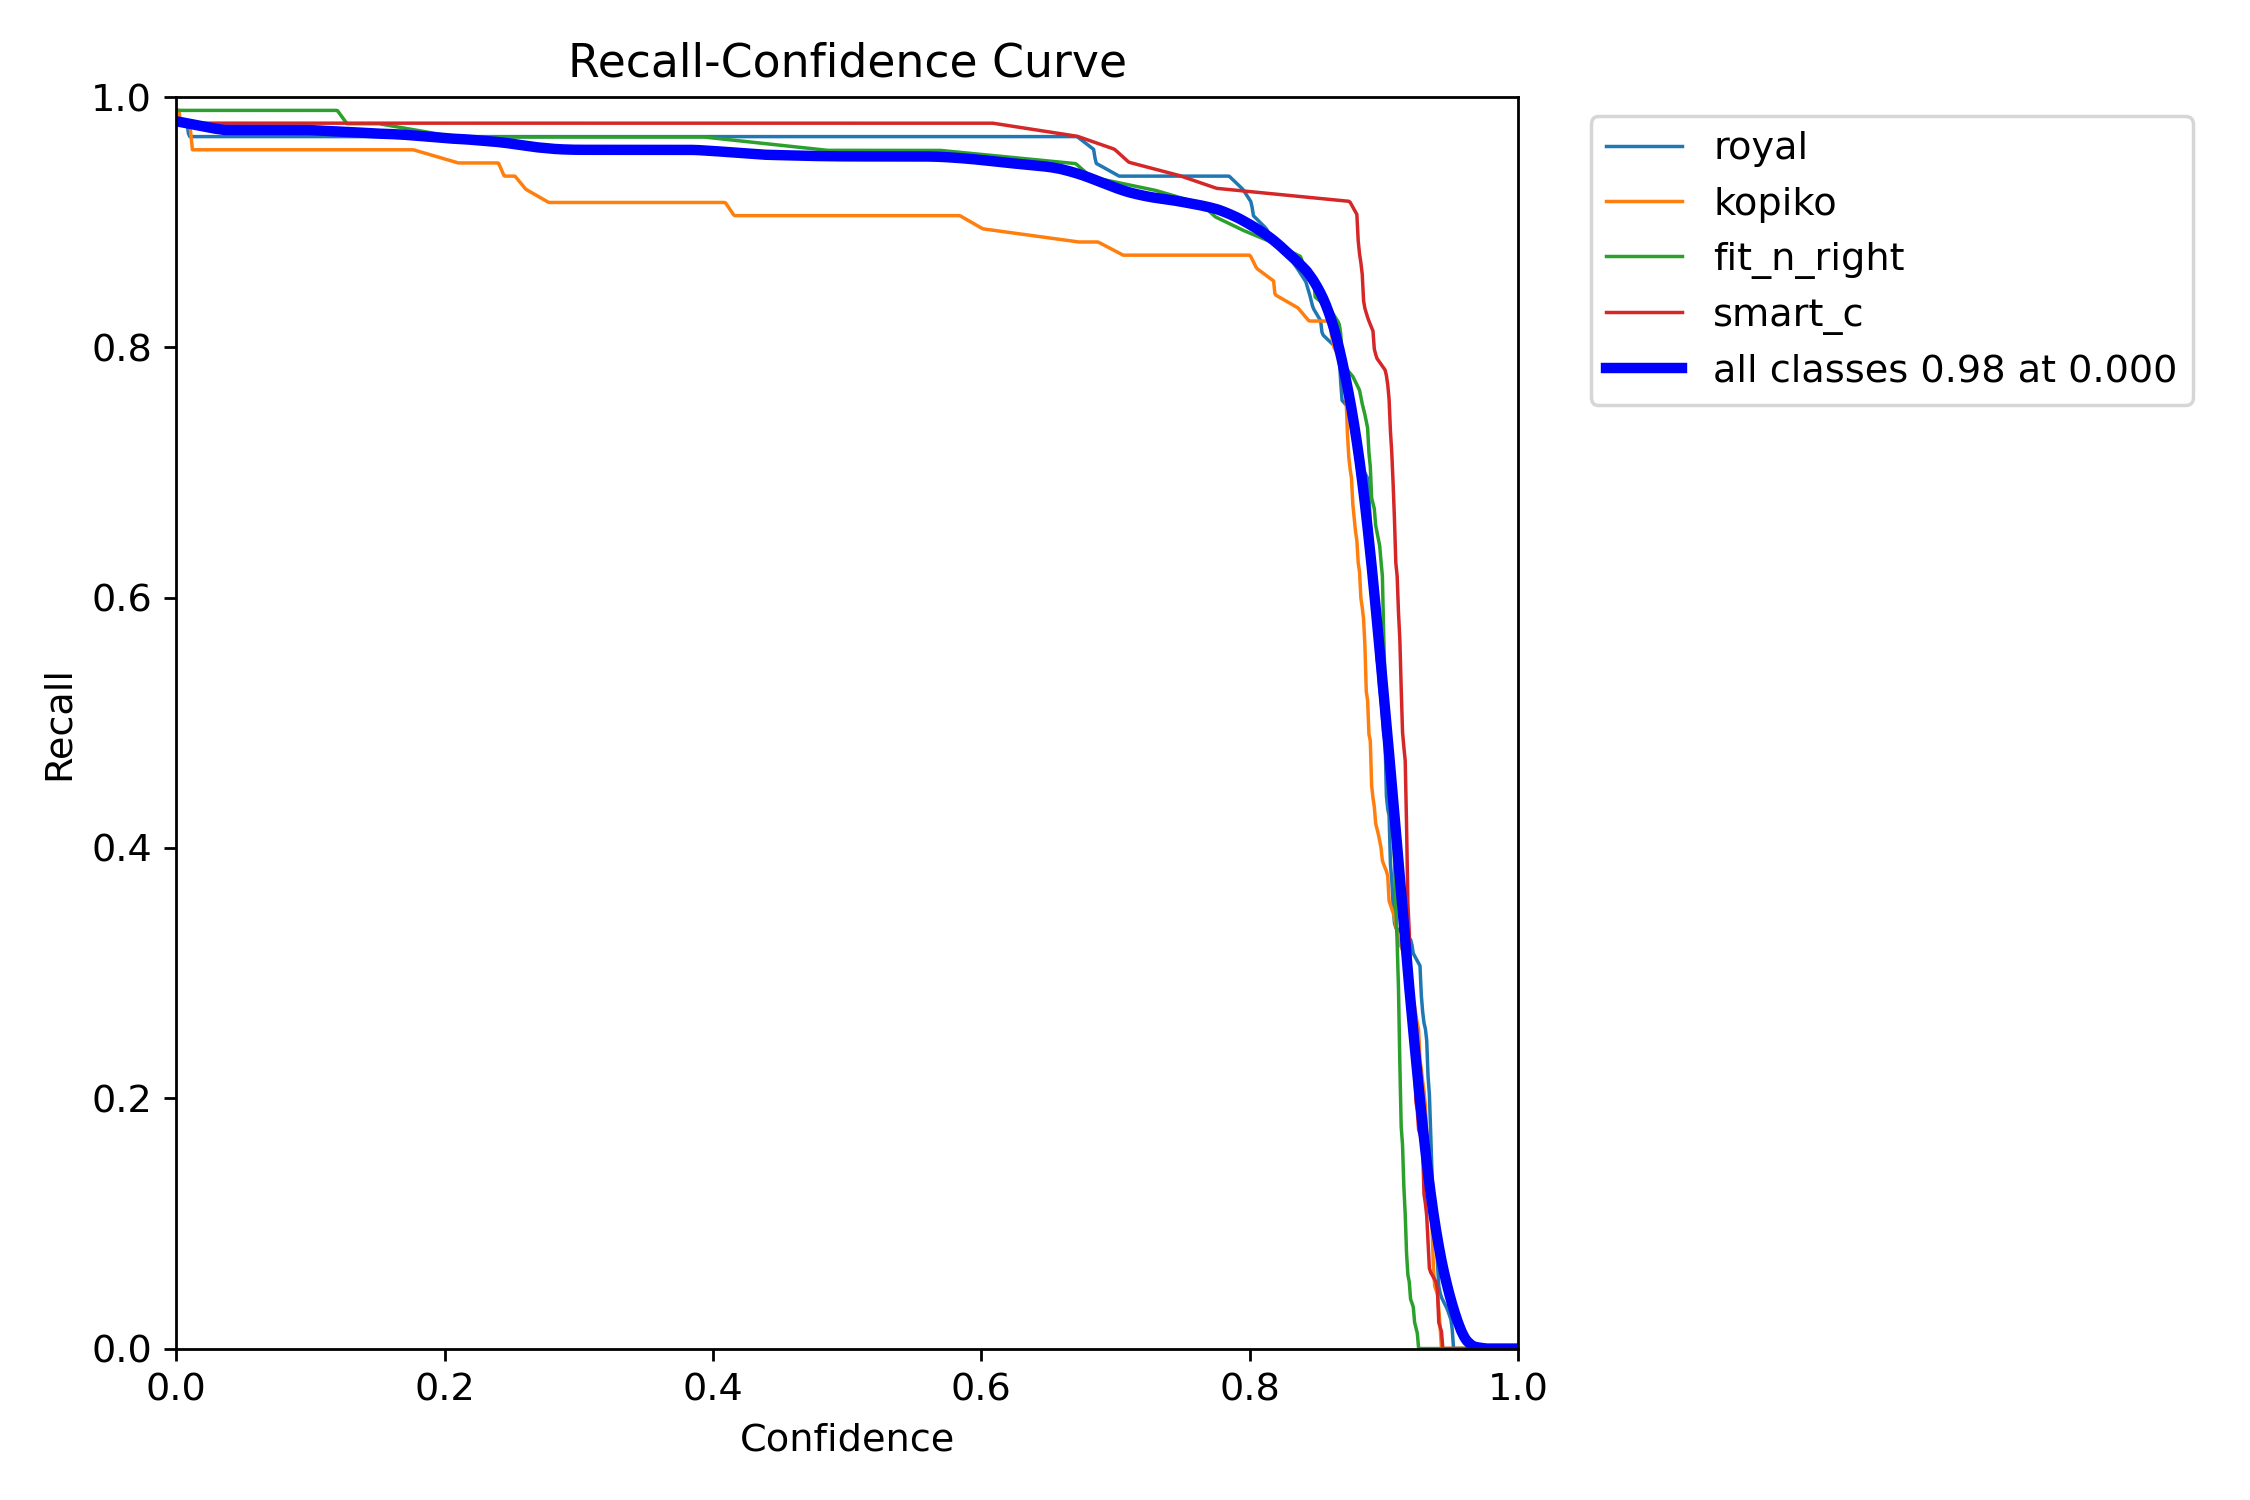 Recall-Confidence Curve
1.0
0.8
0.6
0.4
0.2
0.0
Recall
0.0 0.2 0.4 0.6 0.8 1.0
Confidence
royal
kopiko
fit_n_right
smart_c
all classes 0.98 at 0.000